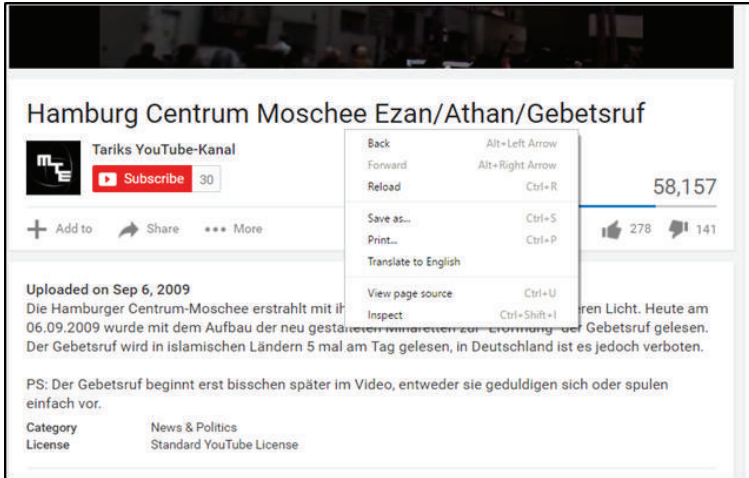 Hamburg Centrum Moschee Ezan/Athan/Gebetsruf
MTE
Tariks YouTube-Kanal
Subscribe 30
58,157
Add to Share More
278 141
Back Alt+Left Arrow
Forward Alt+Right Arrow
Reload Ctrl+R
Save as... Ctrl+S
Print... Ctrl+P
Translate to English
View page source Ctrl+U
Inspect Ctrl+Shift+I
Uploaded on Sep 6, 2009
Die Hamburger Centrum-Moschee erstrahlt mit eren Licht. Heute am
06.09.2009 wurde mit dem Aufbau der neu gestalteten Minaretten zur der Gebetsruf gelesen.
Der Gebetsruf wird in islamischen Ländern 5 mal am Tag gelesen, in Deutschland ist es jedoch verboten.
PS: Der Gebetsruf beginnt erst bisschen später im Video, entweder sie geduldigen sich oder spulen
einfach vor.
Category News & Politics
License Standard YouTube License